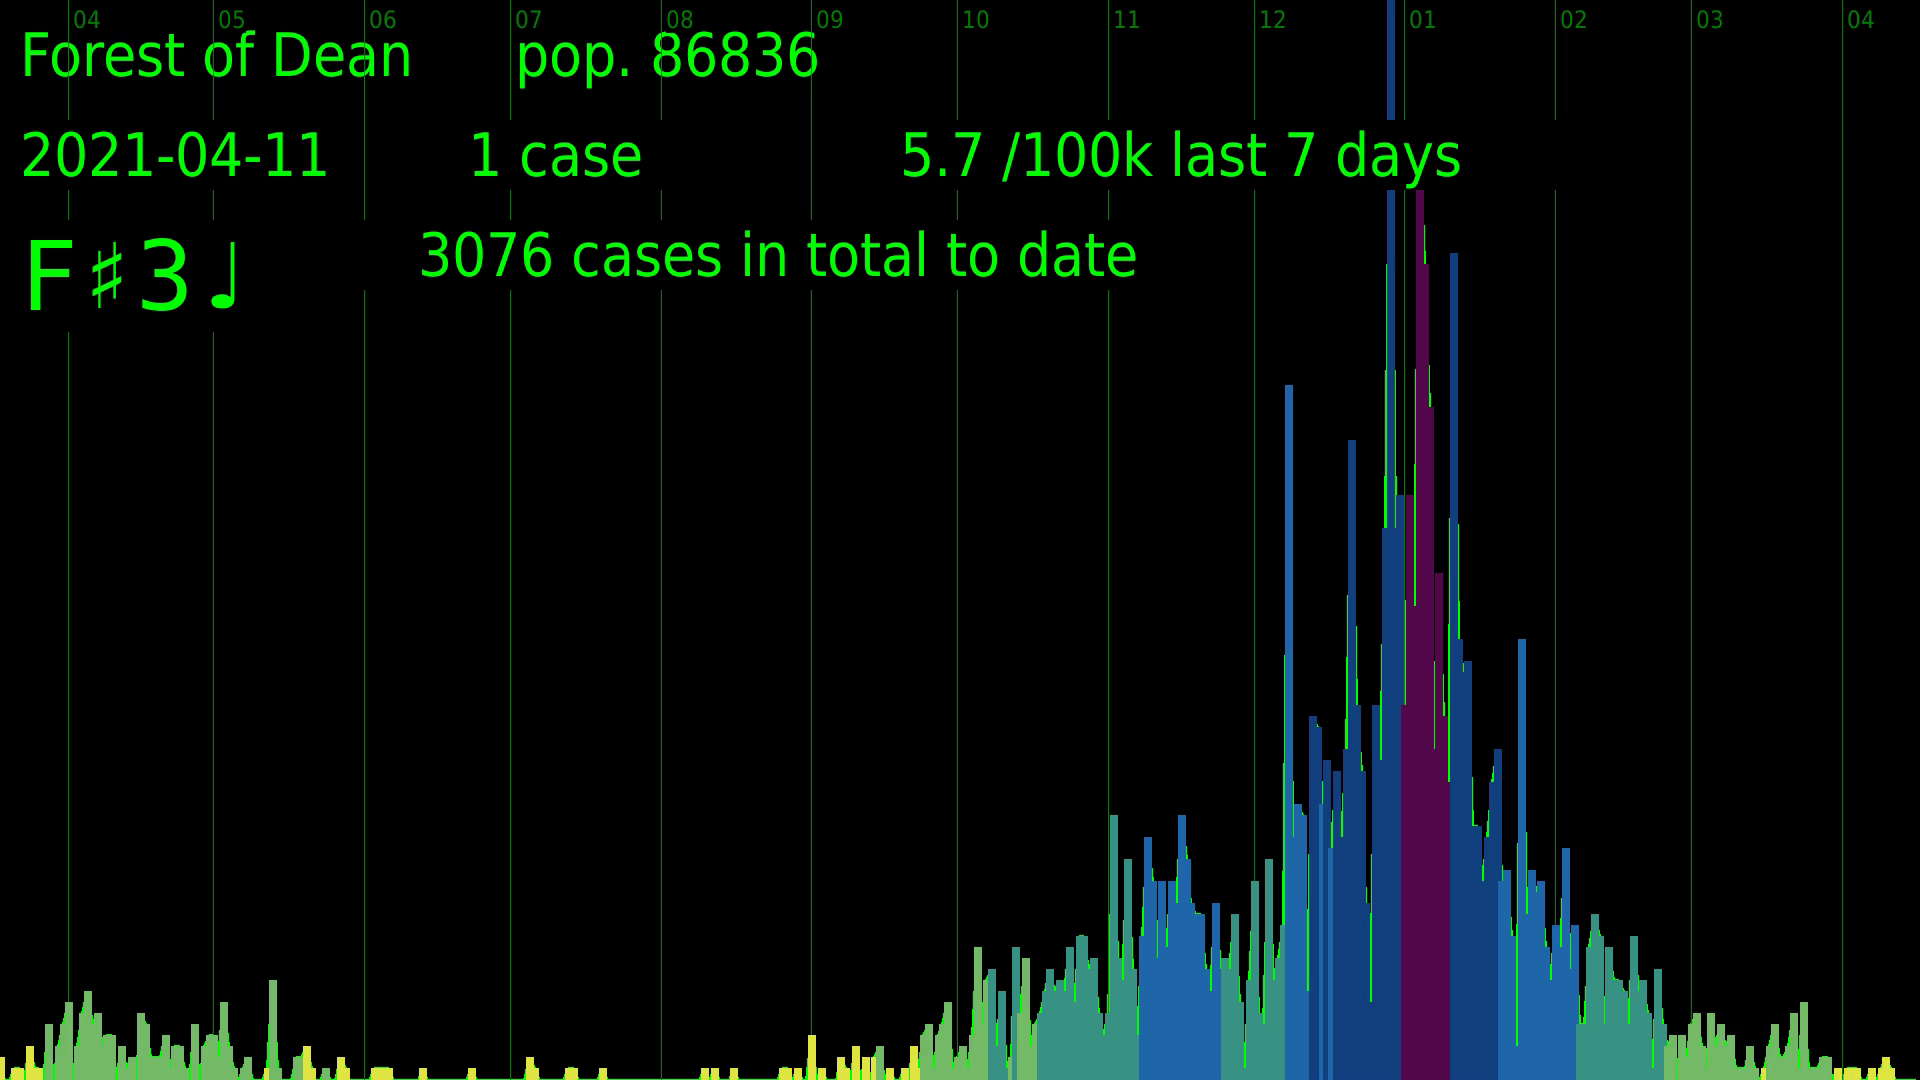 04 05 06 07 08 09 10 11 12 01 02 03 04
Forest of Dean pop. 86836
2021-04-11 1 case 5.7 /100k last 7 days
F♯3♩ 3076 cases in total to date